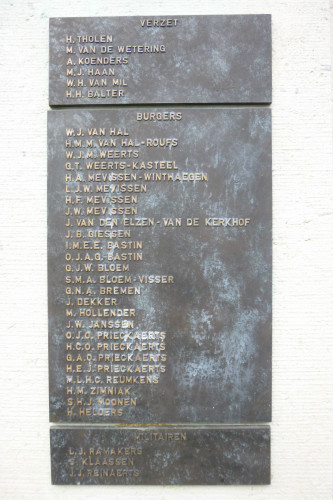 VERZET
H. THOLEN
M. VAN DE WETERING
A. KOENDERS
M.J. HAAN
W.H. VAN MIL
H.H. BALTER
BURGERS
W.J. VAN HAL
H.M.M. VAN HAL-ROUFS
W.J.M. WEERTS
G.T. WEERTS-KASTEEL
H.A. MEVISSEN-WINTHAEGEN
L.J.W. MEVISSEN
H.F. MEVISSEN
J.W. MEVISSEN
J. VAN DEN ELZEN-VAN DE KERKHOF
J.B. GIESSEN
I.M.E.E. BASTIN
O.J.A.G. BASTIN
G.J.W. BLOEM
S.M.A. BLOEM-VISSER
G.N.A. BREMEN
J. DEKKER
M. HOLLENDER
J.W. JANSSEN
O.J.C. PRIECKAERTS
H.C.O. PRIECKAERTS
G.A.C. PRIECKAERTS
H.E.J. PRIECKAERTS
W.L.H.C. REUMKENS
H.M. ZIMNIAK
S.H.J. MOONEN
H. HELDERS
MILITAIREN
L.J. RAMAKERS
KLAASSEN
J.J. REINAERTS